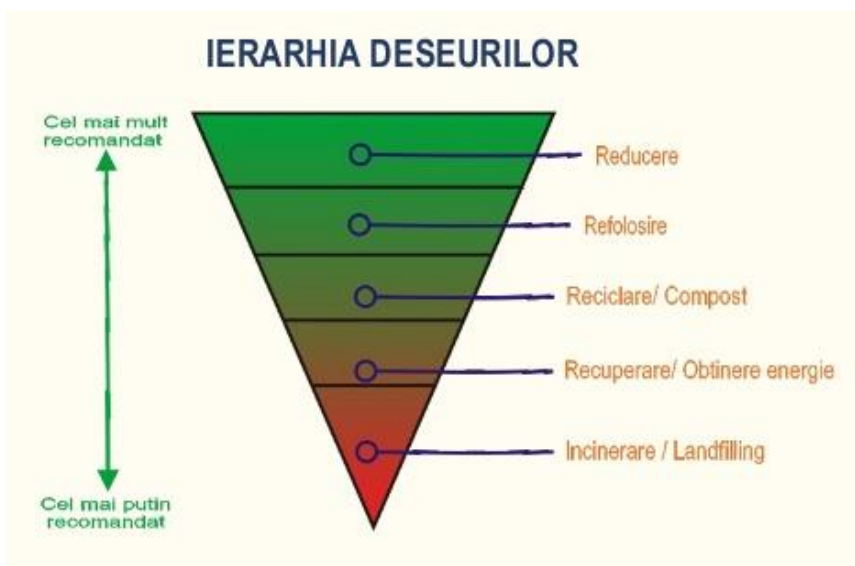 IERARHIA DESEURILOR
Cel mai mult
recomandat
Reducere
Refolosire
Reciclare/ Compost
Recuperare/ Obtinere energie
Incinerare / Landfilling
Cel mai putin
recomandat